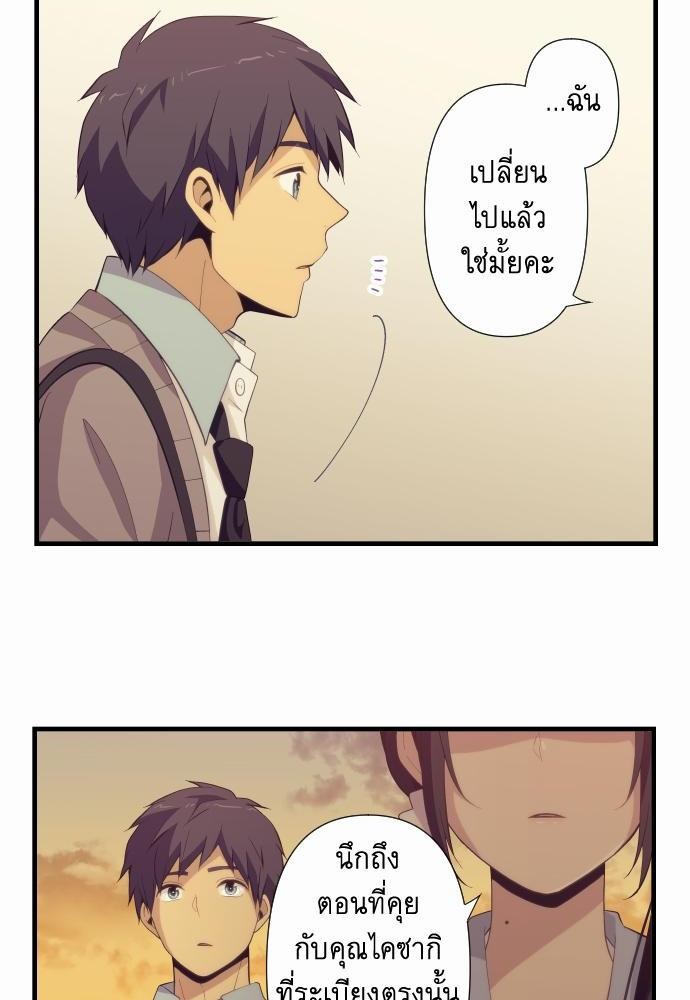 ...ฉัน
เปลี่ยน
ไปแล้ว
ใช่มั้ยคะ
นึกถึง
ตอนที่คุย
กับคุณไคซากิ
ที่ระเบียงตรงนั้น